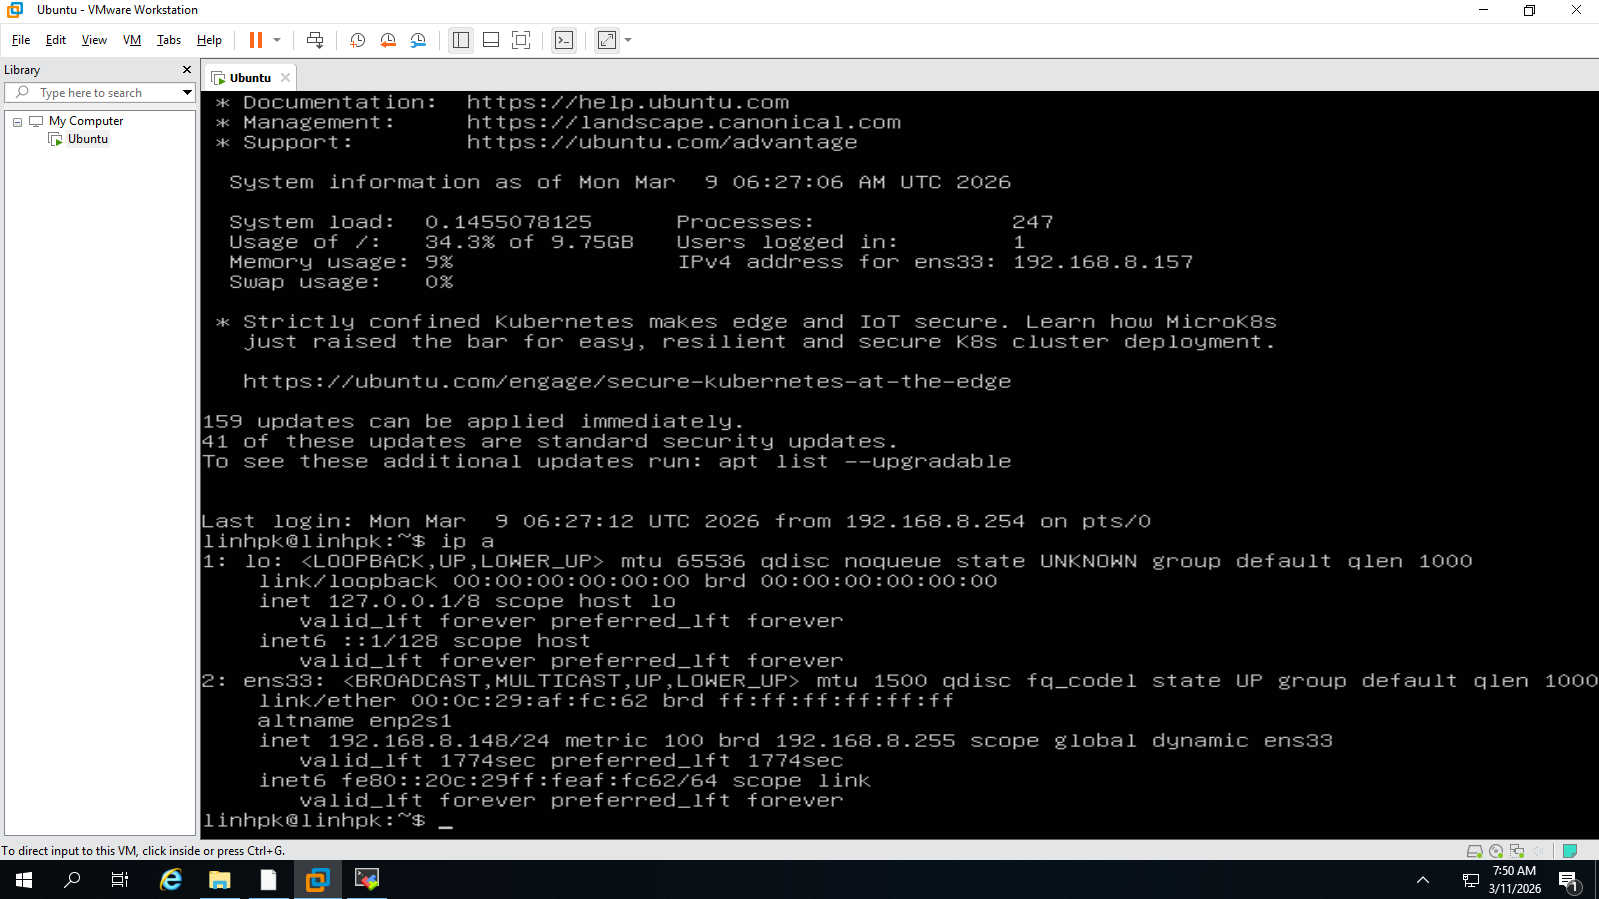 Ubuntu - VMware Workstation
File Edit View VM Tabs Help
Library
Type here to search
My Computer
Ubuntu
Ubuntu
* Documentation:  https://help.ubuntu.com
* Management:     https://landscape.canonical.com
* Support:        https://ubuntu.com/advantage
System information as of Mon Mar  9 06:27:06 AM UTC 2026
System load:  0.1455078125      Processes:              247
Usage of /:   34.3% of 9.75GB   Users logged in:        1
Memory usage: 9%                IPv4 address for ens33: 192.168.8.157
Swap usage:   0%
* Strictly confined Kubernetes makes edge and IoT secure. Learn how MicroK8s
just raised the bar for easy, resilient and secure K8s cluster deployment.
https://ubuntu.com/engage/secure-kubernetes-at-the-edge
159 updates can be applied immediately.
41 of these updates are standard security updates.
To see these additional updates run: apt list --upgradable
Last login: Mon Mar  9 06:27:12 UTC 2026 from 192.168.8.254 on pts/0
linhpk@linhpk:~$ ip a
1: lo: <LOOPBACK,UP,LOWER_UP> mtu 65536 qdisc noqueue state UNKNOWN group default qlen 1000
link/loopback 00:00:00:00:00:00 brd 00:00:00:00:00:00
inet 127.0.0.1/8 scope host lo
valid_lft forever preferred_lft forever
inet6 ::1/128 scope host
valid_lft forever preferred_lft forever
2: ens33: <BROADCAST,MULTICAST,UP,LOWER_UP> mtu 1500 qdisc fq_codel state UP group default qlen 1000
link/ether 00:0c:29:af:fc:62 brd ff:ff:ff:ff:ff:ff
altname enp2s1
inet 192.168.8.148/24 metric 100 brd 192.168.8.255 scope global dynamic ens33
valid_lft 1774sec preferred_lft 1774sec
inet6 fe80::20c:29ff:feaf:fc62/64 scope link
valid_lft forever preferred_lft forever
linhpk@linhpk:~$ _
To direct input to this VM, click inside or press Ctrl+G.
7:50 AM
3/11/2026
1